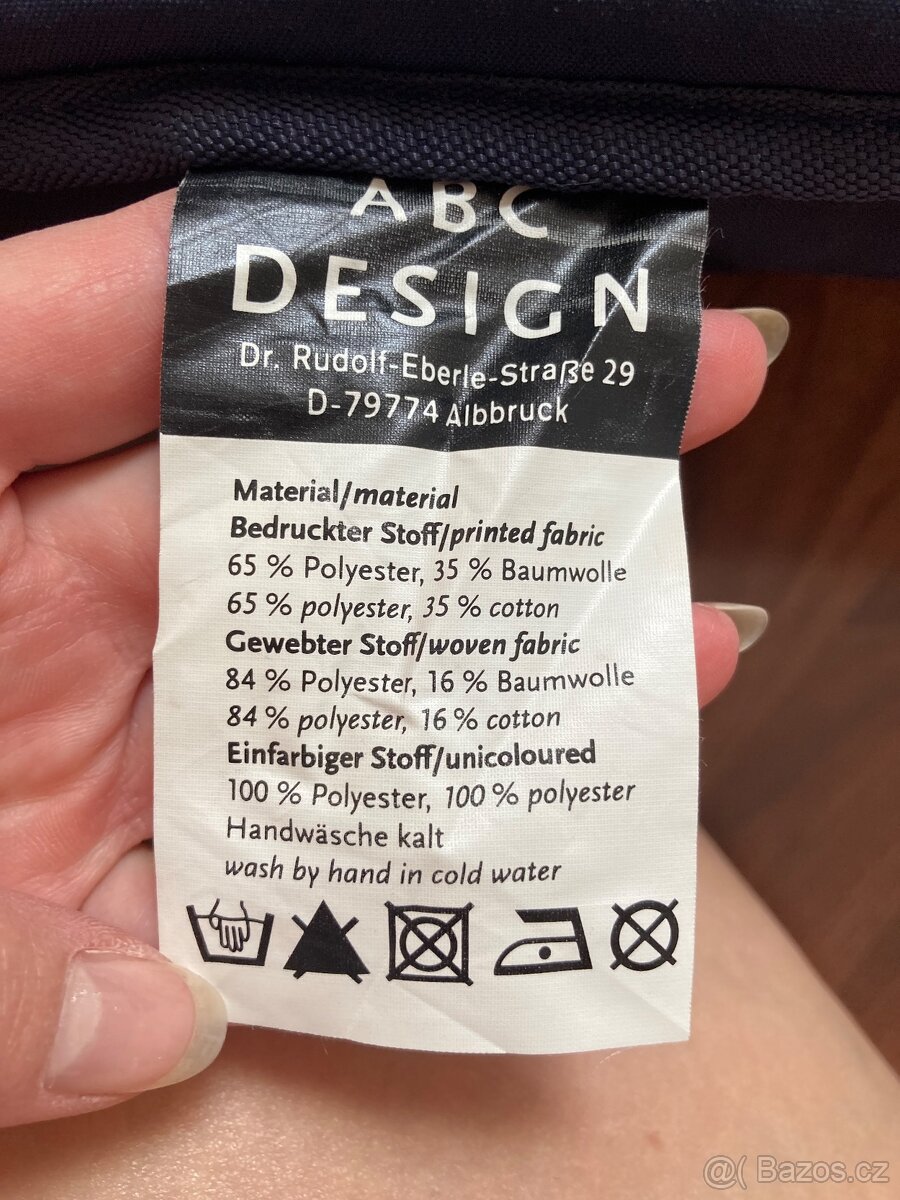 ABC
DESIGN
Dr. Rudolf-Eberle-Straße 29
D-79774 Albbruck
Material/material
Bedruckter Stoff/printed fabric
65 % Polyester, 35 % Baumwolle
65 % polyester, 35 % cotton
Gewebter Stoff/woven fabric
84 % Polyester, 16 % Baumwolle
84 % polyester, 16 % cotton
Einfarbiger Stoff/unicoloured
100 % Polyester, 100 % polyester
Handwäsche kalt
wash by hand in cold water
@( Bazos.cz